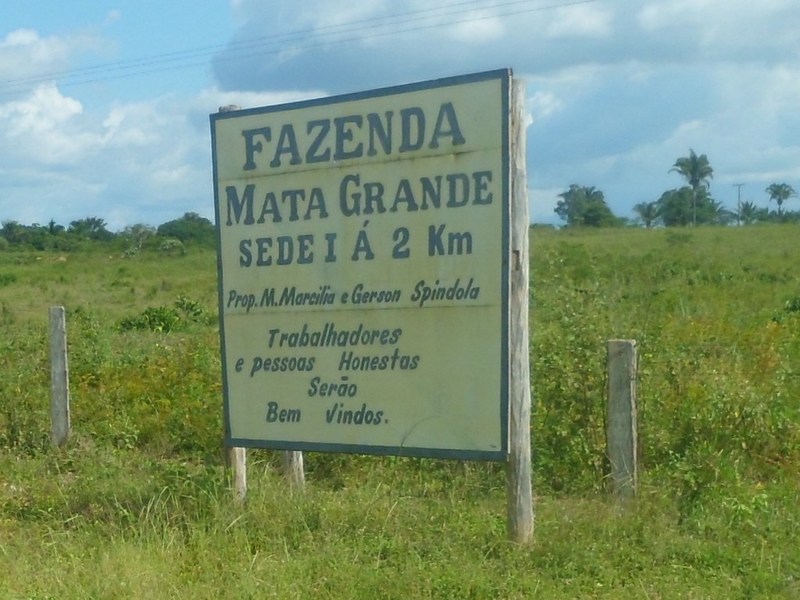 FAZENDA
MATA GRANDE
SEDE I Á 2 Km
Prop. M. Marcilia e Gerson Spindola
Trabalhadores
e pessoas Honestas
Serão
Bem Vindos.